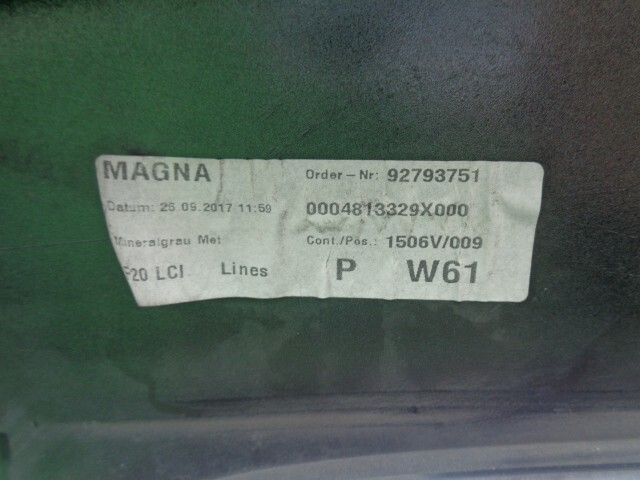 MAGNA Order-Nr: 92793751
Datum: 25.09.2017 11:59 0004813329X000
Mineralgrau Met Cont./Pos.: 1506V/009
F20 LCI Lines P W61